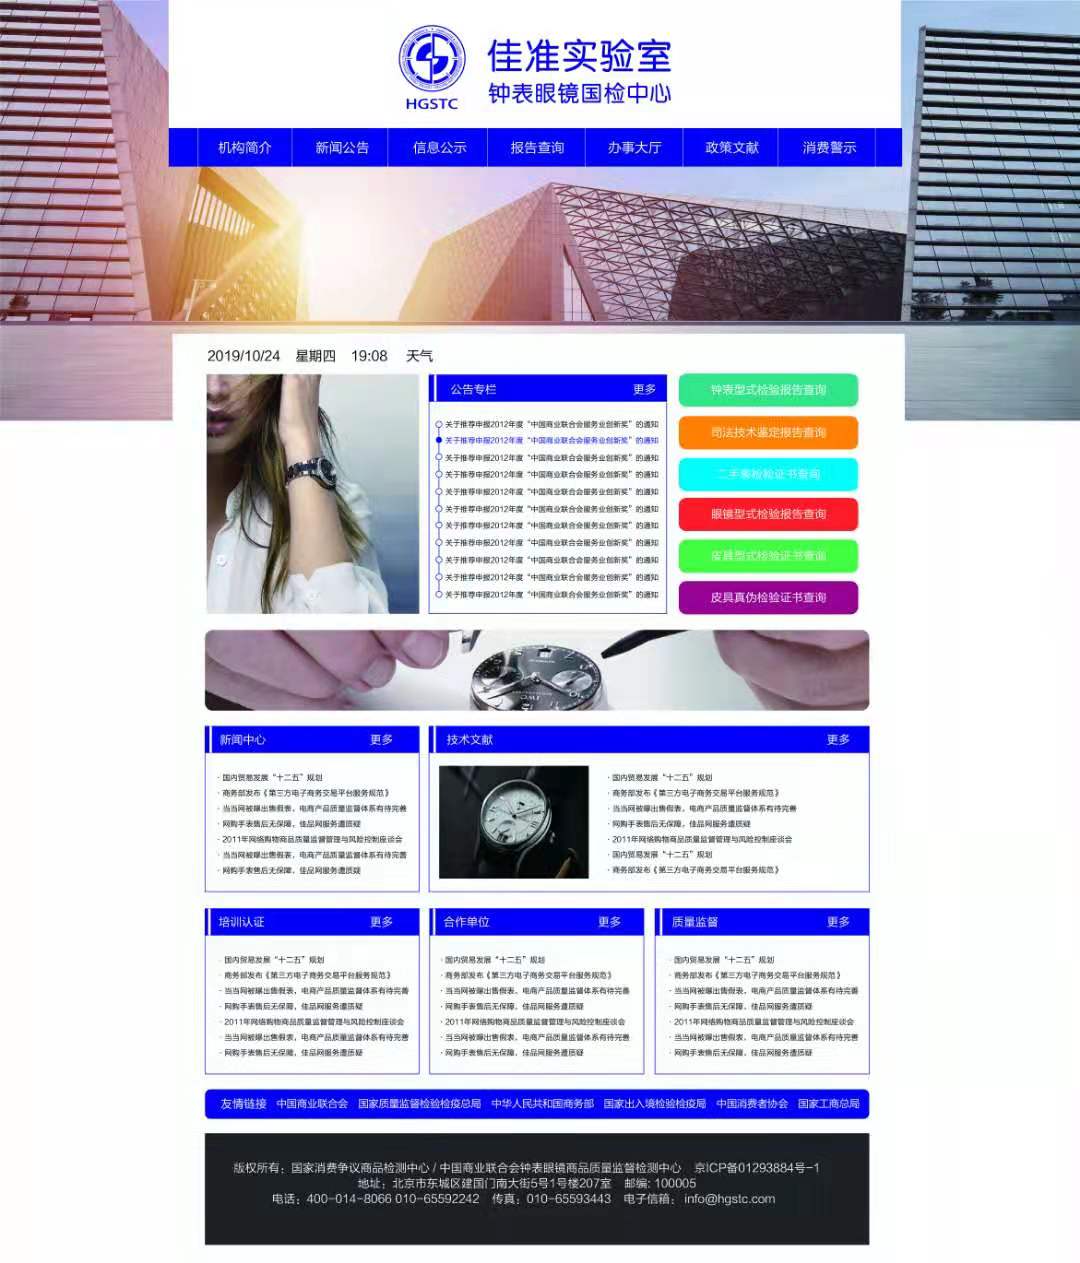 佳准实验室
钟表眼镜国检中心
HGSTC
机构简介 新闻公告 信息公示 报告查询 办事大厅 政策文献 消费警示
2019/10/24 星期四 19:08 天气
公告专栏 更多
关于推荐申报2012年度“中国商业联合会服务业创新奖”的通知
关于推荐申报2012年度“中国商业联合会服务业创新奖”的通知
关于推荐申报2012年度“中国商业联合会服务业创新奖”的通知
关于推荐申报2012年度“中国商业联合会服务业创新奖”的通知
关于推荐申报2012年度“中国商业联合会服务业创新奖”的通知
关于推荐申报2012年度“中国商业联合会服务业创新奖”的通知
关于推荐申报2012年度“中国商业联合会服务业创新奖”的通知
关于推荐申报2012年度“中国商业联合会服务业创新奖”的通知
关于推荐申报2012年度“中国商业联合会服务业创新奖”的通知
关于推荐申报2012年度“中国商业联合会服务业创新奖”的通知
关于推荐申报2012年度“中国商业联合会服务业创新奖”的通知
钟表型式检验报告查询
司法技术鉴定报告查询
二手表检验证书查询
眼镜型式检验报告查询
皮具型式检验证书查询
皮具真伪检验证书查询
新闻中心 更多
· 国内贸易发展“十二五”规划
· 商务部发布《第三方电子商务交易平台服务规范》
· 当当网被曝出售假表，电商产品质量监督体系有待完善
· 网购手表售后无保障，佳品网服务遭质疑
· 2011年网络购物商品质量监督管理与风险控制座谈会
· 当当网被曝出售假表，电商产品质量监督体系有待完善
· 网购手表售后无保障，佳品网服务遭质疑
技术文献 更多
· 国内贸易发展“十二五”规划
· 商务部发布《第三方电子商务交易平台服务规范》
· 当当网被曝出售假表，电商产品质量监督体系有待完善
· 网购手表售后无保障，佳品网服务遭质疑
· 2011年网络购物商品质量监督管理与风险控制座谈会
· 国内贸易发展“十二五”规划
· 商务部发布《第三方电子商务交易平台服务规范》
培训认证 更多
· 国内贸易发展“十二五”规划
· 商务部发布《第三方电子商务交易平台服务规范》
· 当当网被曝出售假表，电商产品质量监督体系有待完善
· 网购手表售后无保障，佳品网服务遭质疑
· 2011年网络购物商品质量监督管理与风险控制座谈会
· 当当网被曝出售假表，电商产品质量监督体系有待完善
· 网购手表售后无保障，佳品网服务遭质疑
合作单位 更多
· 国内贸易发展“十二五”规划
· 商务部发布《第三方电子商务交易平台服务规范》
· 当当网被曝出售假表，电商产品质量监督体系有待完善
· 网购手表售后无保障，佳品网服务遭质疑
· 2011年网络购物商品质量监督管理与风险控制座谈会
· 当当网被曝出售假表，电商产品质量监督体系有待完善
· 网购手表售后无保障，佳品网服务遭质疑
质量监督 更多
· 国内贸易发展“十二五”规划
· 商务部发布《第三方电子商务交易平台服务规范》
· 当当网被曝出售假表，电商产品质量监督体系有待完善
· 网购手表售后无保障，佳品网服务遭质疑
· 2011年网络购物商品质量监督管理与风险控制座谈会
· 当当网被曝出售假表，电商产品质量监督体系有待完善
· 网购手表售后无保障，佳品网服务遭质疑
友情链接 中国商业联合会 国家质量监督检验检疫总局 中华人民共和国商务部 国家出入境检验检疫局 中国消费者协会 国家工商总局
版权所有：国家消费争议商品检测中心 / 中国商业联合会钟表眼镜商品质量监督检测中心 京ICP备01293884号-1
地址：北京市东城区建国门南大街5号1号楼207室 邮编: 100005
电话：400-014-8066 010-65592242 传真：010-65593443 电子信箱： info@hgstc.com